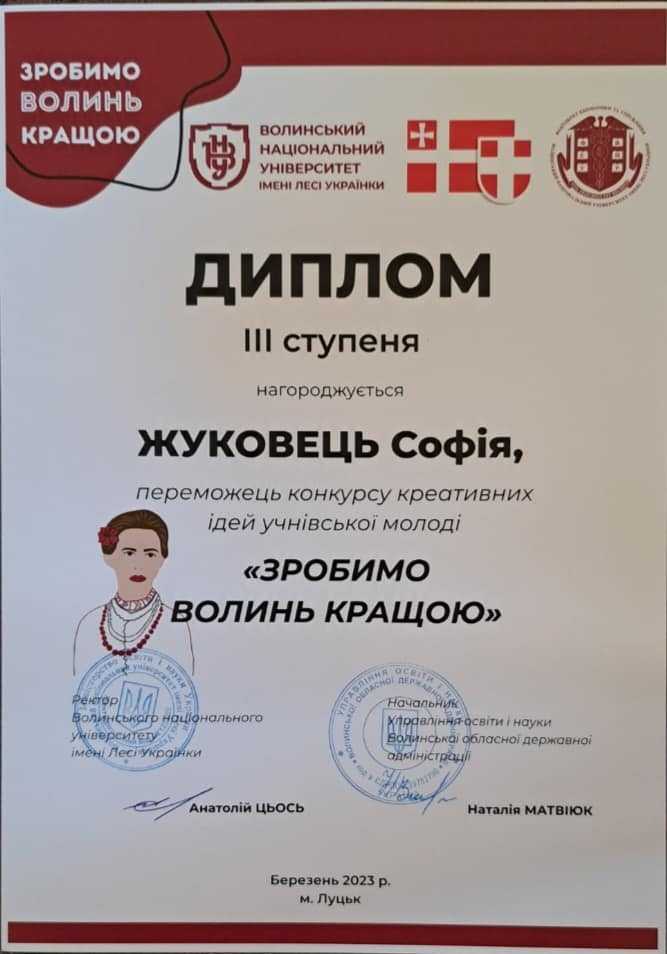 ЗРОБИМО
ВОЛИНЬ
КРАЩОЮ
ВОЛИНСЬКИЙ
НАЦІОНАЛЬНИЙ
УНІВЕРСИТЕТ
ІМЕНІ ЛЕСІ УКРАЇНКИ
ДИПЛОМ
III ступеня
нагороджується
ЖУКОВЕЦЬ Софія,
переможець конкурсу креативних
ідей учнівської молоді
«ЗРОБИМО
ВОЛИНЬ КРАЩОЮ»
Ректор
Волинського національного
університету
імені Лесі Українки
Анатолій ЦЬОСЬ
Начальник
Управління освіти і науки
Волинської обласної державної
адміністрації
Наталія МАТВІЮК
Березень 2023 р.
м. Луцьк